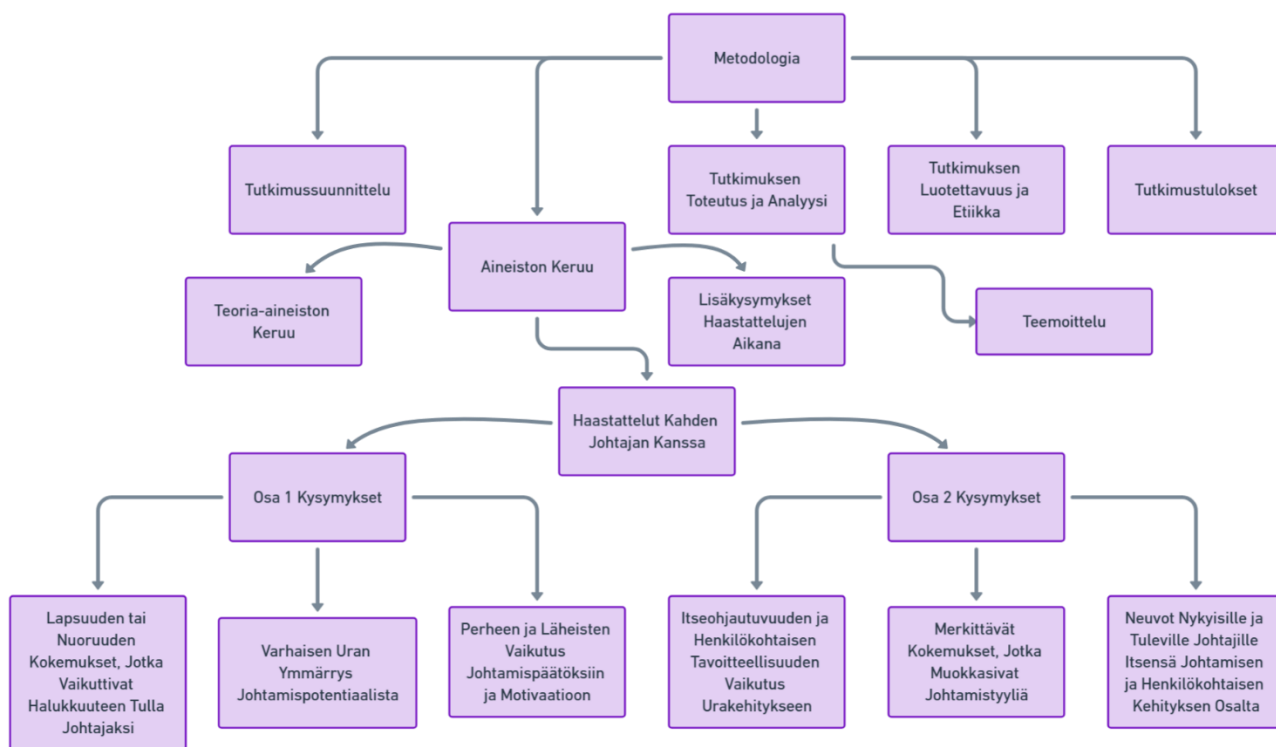 Metodologia
Tutkimussuunnittelu
Tutkimuksen
Toteutus ja Analyysi
Tutkimuksen
Luotettavuus ja
Etiikka
Tutkimustulokset
Aineiston Keruu
Teoria-aineiston
Keruu
Lisäkysymykset
Haastattelujen
Aikana
Teemoittelu
Haastattelut Kahden
Johtajan Kanssa
Osa 1 Kysymykset
Osa 2 Kysymykset
Lapsuuden tai
Nuoruuden
Kokemukset, Jotka
Vaikuttivat
Halukkuuteen Tulla
Johtajaksi
Varhaisen Uran
Ymmärrys
Johtamispotentiaalista
Perheen ja Läheisten
Vaikutus
Johtamispäätöksiin
ja Motivaatioon
Itseohjautuvuuden ja
Henkilökohtaisen
Tavoitteellisuuden
Vaikutus
Urakehitykseen
Merkittävät
Kokemukset, Jotka
Muokkasivat
Johtamistyyliä
Neuvot Nykyisille ja
Tuleville Johtajille
Itsensä Johtamisen
ja Henkilökohtaisen
Kehityksen Osalta